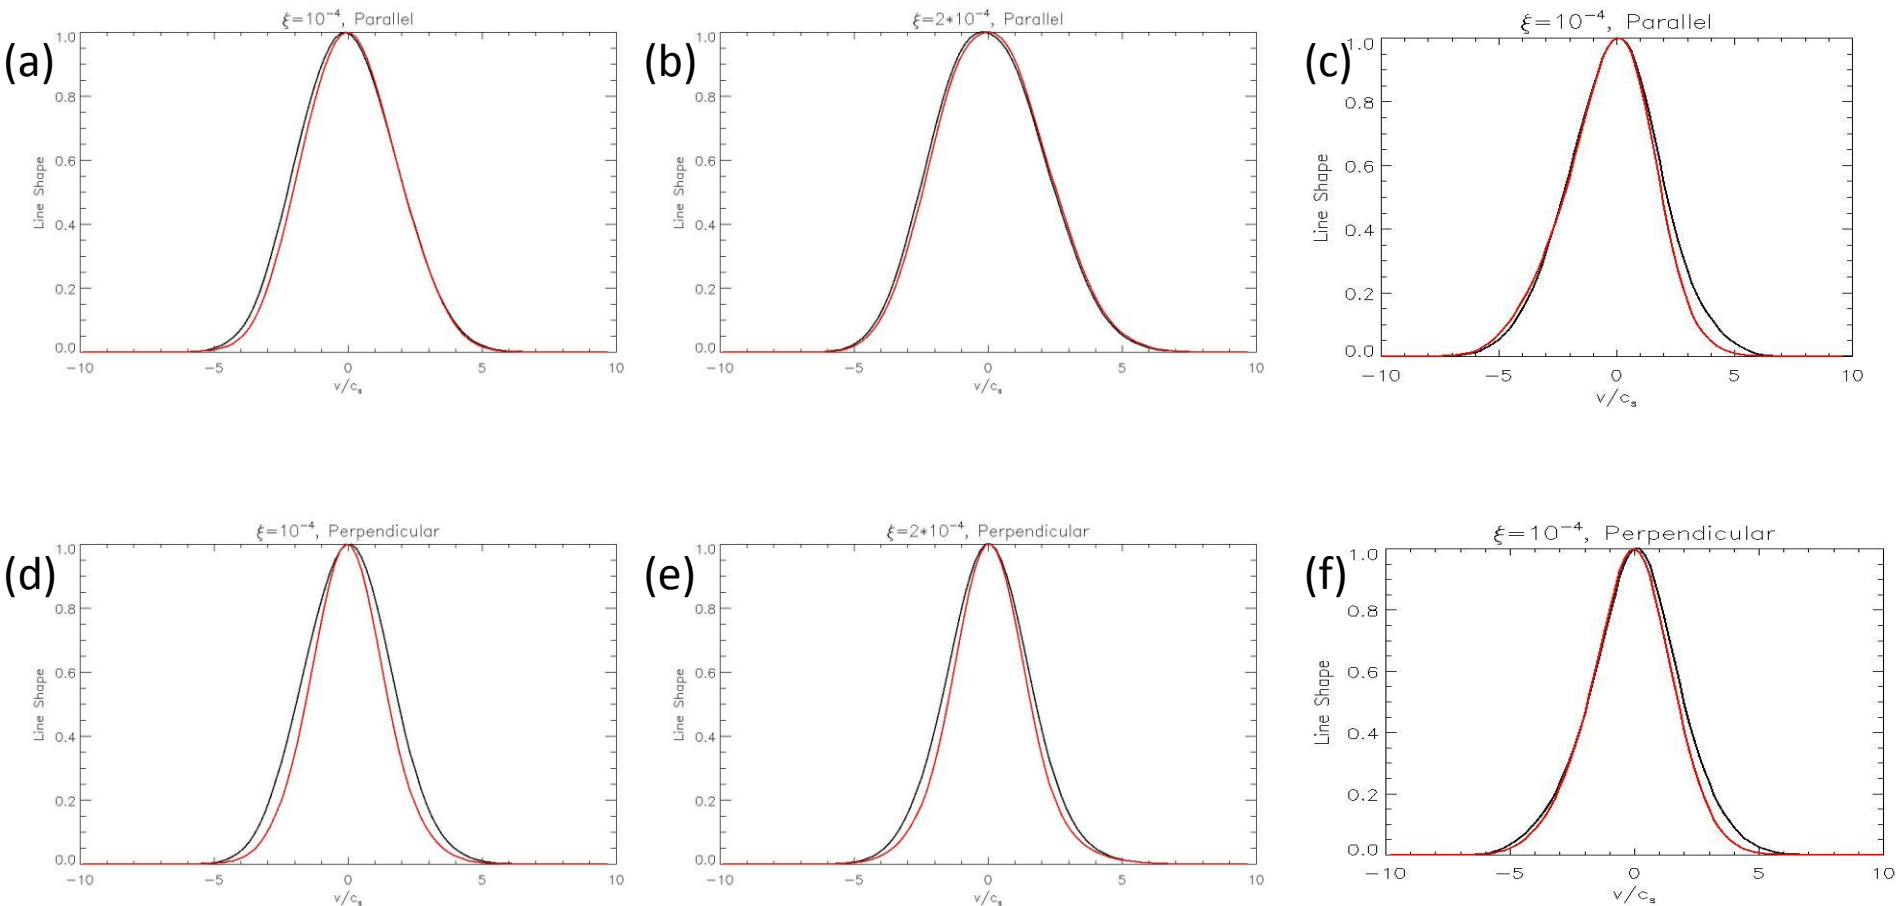 (a)
ξ=10⁻⁴, Parallel
1.0
0.8
0.6
0.4
0.2
0.0
Line Shape
−10
−5
0
5
10
v/cₛ
(b)
ξ=2*10⁻⁴, Parallel
1.0
0.8
0.6
0.4
0.2
0.0
Line Shape
−10
−5
0
5
10
v/cₛ
(c)
ξ=10⁻⁴, Parallel
1.0
0.8
0.6
0.4
0.2
0.0
Line Shape
−10
−5
0
5
10
v/cₛ
(d)
ξ=10⁻⁴, Perpendicular
1.0
0.8
0.6
0.4
0.2
0.0
Line Shape
−10
−5
0
5
10
v/cₛ
(e)
ξ=2*10⁻⁴, Perpendicular
1.0
0.8
0.6
0.4
0.2
0.0
Line Shape
−10
−5
0
5
10
v/cₛ
(f)
ξ=10⁻⁴, Perpendicular
1.0
0.8
0.6
0.4
0.2
0.0
Line Shape
−10
−5
0
5
10
v/cₛ